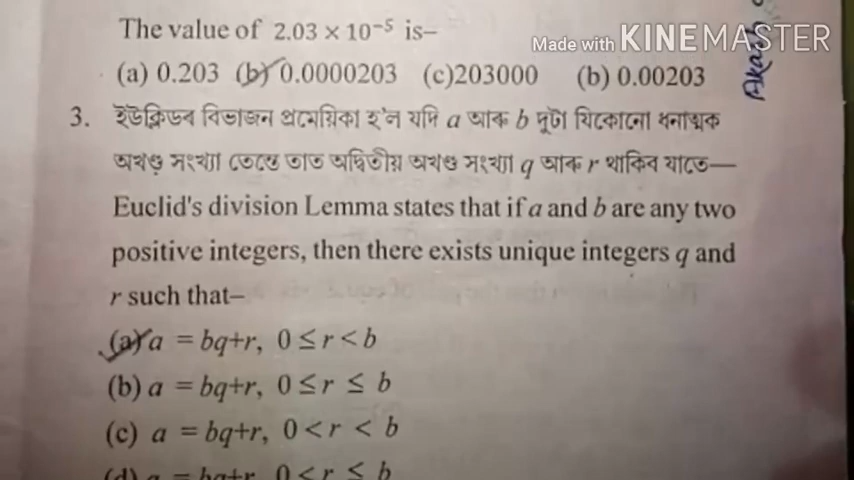 The value of 2.03 × 10⁻⁵ is–
Made with KINEMASTER
Akash
(a) 0.203 (b) 0.0000203 (c)203000 (b) 0.00203
3. ইউক্লিডৰ বিভাজন প্ৰমেয়িকা হ'ল যদি a আৰু b দুটা যিকোনো ধনাত্মক
অখণ্ড সংখ্যা তেন্তে তাত অদ্বিতীয় অখণ্ড সংখ্যা q আৰু r থাকিব যাতে—
Euclid's division Lemma states that if a and b are any two
positive integers, then there exists unique integers q and
r such that–
(a) a = bq+r, 0 ≤ r < b
(b) a = bq+r, 0 ≤ r ≤ b
(c) a = bq+r, 0 < r < b
(d) a = bq+r, 0 < r ≤ b